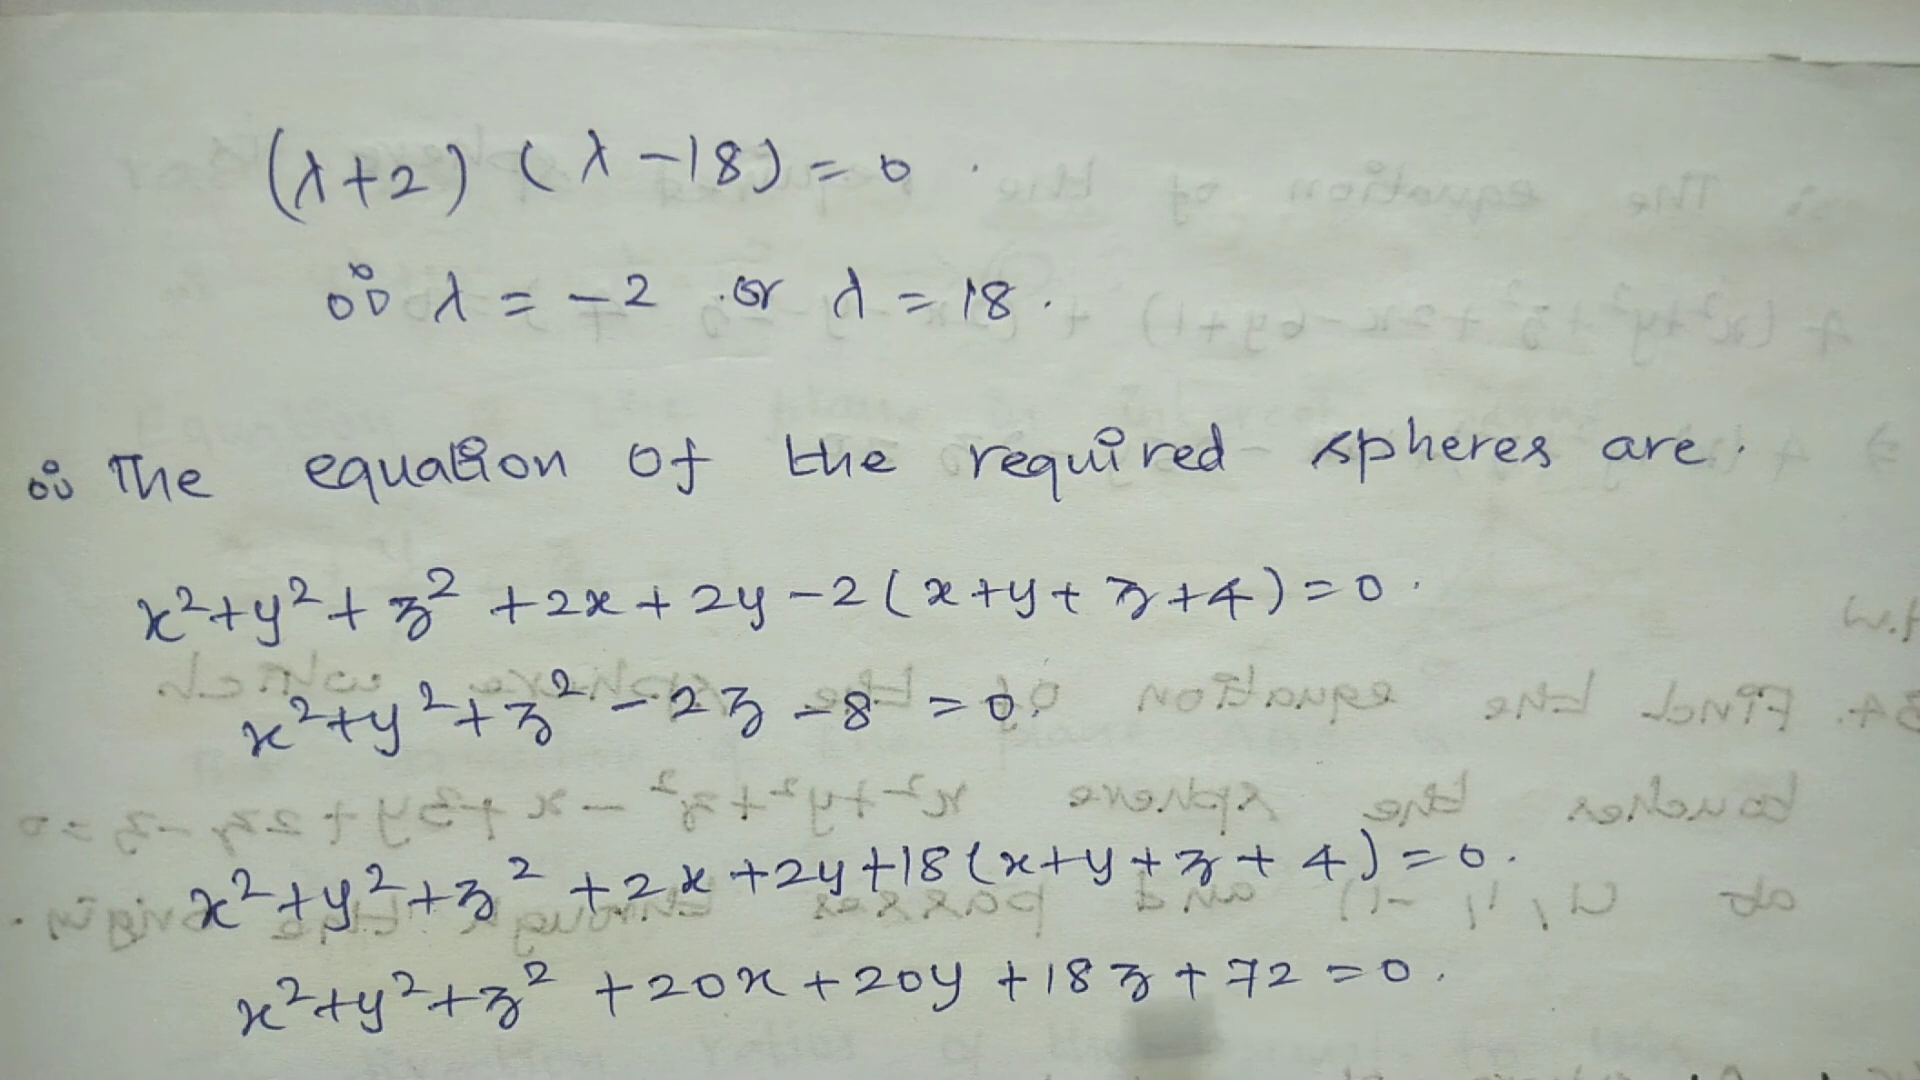 (λ+2) (λ-18)=0.
∴ λ = -2 or λ = 18.
∴ The equation of the required spheres are.
x²+y²+z²+2x+2y-2(x+y+z+4)=0.
x²+y²+z²-2z-8=0.
x²+y²+z²+2x+2y+18(x+y+z+4)=0.
x²+y²+z²+20x+20y+18z+72=0.